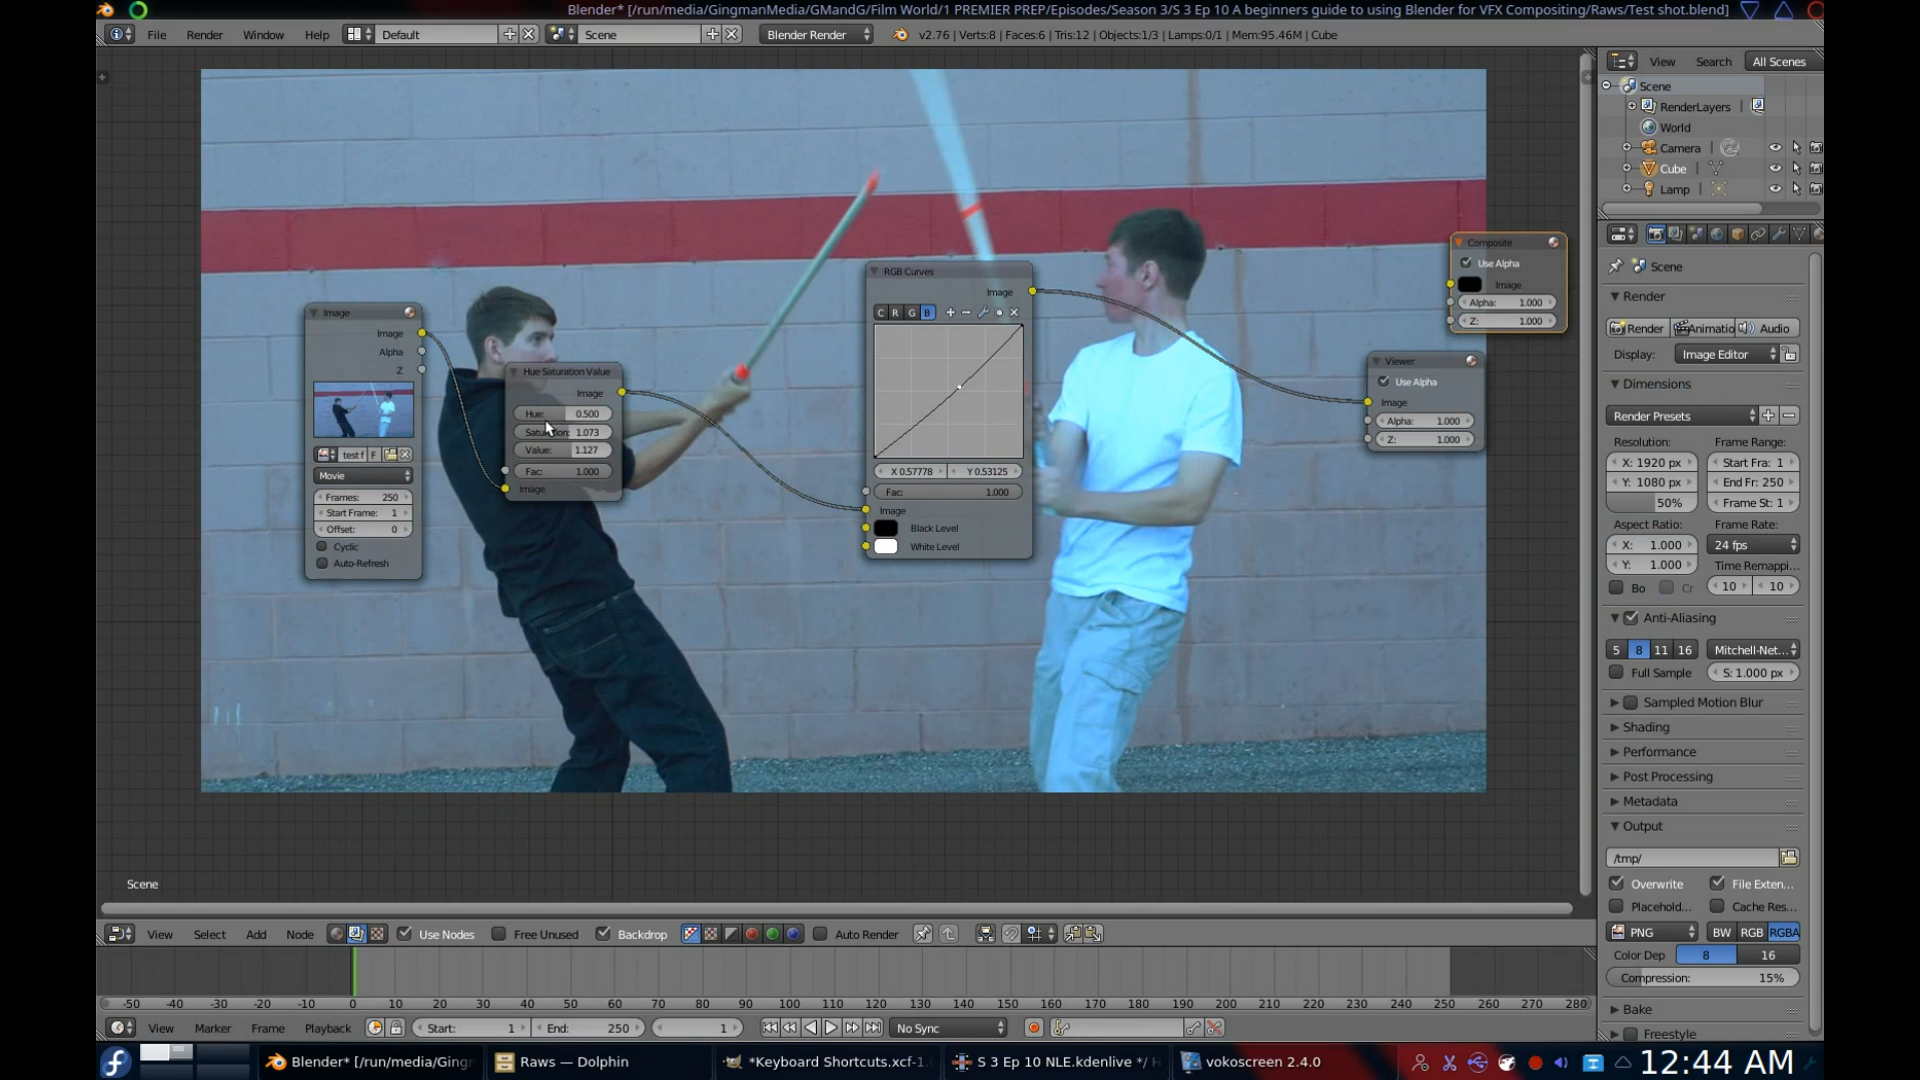 Blender* [/run/media/GingmanMedia/GMandG/Film World/1 PREMIER PREP/Episodes/Season 3/S 3 Ep 10 A beginners guide to using Blender for VFX Compositing/Raws/Test shot.blend]
File Render Window Help Default Scene Blender Render v2.76 | Verts:8 | Faces:6 | Tris:12 | Objects:1/3 | Lamps:0/1 | Mem:95.46M | Cube
View Search All Scenes
Scene
RenderLayers
World
Camera
Cube
Lamp
Scene
Render
Render Animatio Audio
Display: Image Editor
Dimensions
Render Presets
Resolution: Frame Range:
X: 1920 px Start Fra: 1
Y: 1080 px End Fr: 250
50% Frame St: 1
Aspect Ratio: Frame Rate:
X: 1.000 24 fps
Y: 1.000 Time Remappi...
Bo Cr 10 10
Anti-Aliasing
5 8 11 16 Mitchell-Net...
Full Sample S: 1.000 px
Sampled Motion Blur
Shading
Performance
Post Processing
Metadata
Output
/tmp/
Overwrite File Exten...
Placehold... Cache Res...
PNG BW RGB RGBA
Color Dep 8 16
Compression: 15%
Bake
Freestyle
Image
Image
Alpha
Z
test f F
Movie
Frames: 250
Start Frame: 1
Offset: 0
Cyclic
Auto-Refresh
Hue Saturation Value
Image
Hue: 0.500
1.073
Value: 1.127
Fac: 1.000
Image
RGB Curves
Image
C R G B
X 0.57778 Y 0.53125
Fac: 1.000
Image
Black Level
White Level
Composite
Use Alpha
Image
Alpha: 1.000
Z: 1.000
Viewer
Use Alpha
Image
Alpha: 1.000
Z: 1.000
Scene
View Select Add Node Use Nodes Free Unused Backdrop Auto Render
-50 -40 -30 -20 -10 0 10 20 30 40 50 60 70 80 90 100 110 120 130 140 150 160 170 180 190 200 210 220 230 240 250 260 270 280
View Marker Frame Playback Start: 1 End: 250 1 No Sync
Blender* [/run/media/Ging Raws — Dolphin *Keyboard Shortcuts.xcf-1. S 3 Ep 10 NLE.kdenlive */ H vokoscreen 2.4.0 12:44 AM